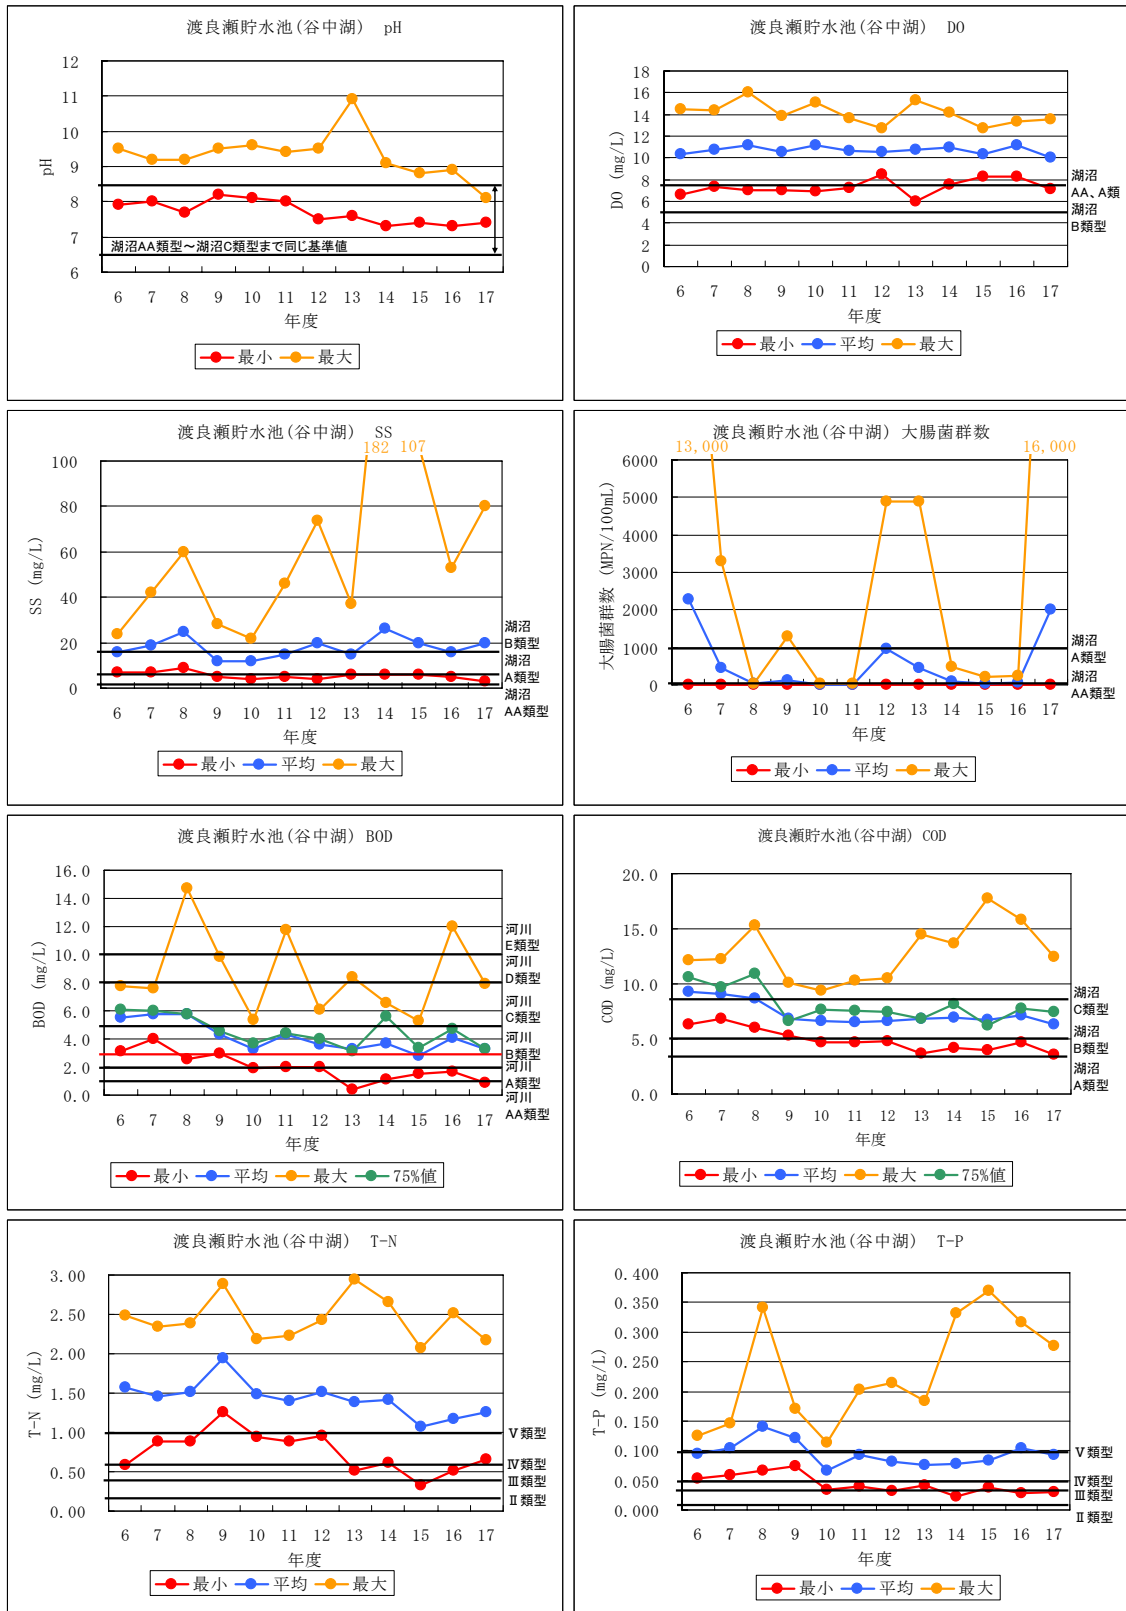 渡良瀬貯水池(谷中湖) pH
12
11
10
9
8
7
6
pH
湖沼AA類型～湖沼C類型まで同じ基準値
6 7 8 9 10 11 12 13 14 15 16 17
年度
最小 最大
渡良瀬貯水池(谷中湖) DO
18
16
14
12
10
8
6
4
2
0
DO (mg/L)
湖沼
AA、A類
湖沼
B類型
6 7 8 9 10 11 12 13 14 15 16 17
年度
最小 平均 最大
渡良瀬貯水池(谷中湖) SS
182 107
100
80
60
40
20
0
SS (mg/L)
湖沼
B類型
湖沼
A類型
湖沼
AA類型
6 7 8 9 10 11 12 13 14 15 16 17
年度
最小 平均 最大
渡良瀬貯水池(谷中湖) 大腸菌群数
13,000 16,000
6000
5000
4000
3000
2000
1000
0
大腸菌群数 (MPN/100mL)
湖沼
A類型
湖沼
AA類型
6 7 8 9 10 11 12 13 14 15 16 17
年度
最小 平均 最大
渡良瀬貯水池(谷中湖) BOD
16.0
14.0
12.0
10.0
8.0
6.0
4.0
2.0
0.0
BOD (mg/L)
河川
E類型
河川
D類型
河川
C類型
河川
B類型
河川
A類型
河川
AA類型
6 7 8 9 10 11 12 13 14 15 16 17
年度
最小 平均 最大 75%値
渡良瀬貯水池(谷中湖) COD
20.0
15.0
10.0
5.0
0.0
COD (mg/L)
湖沼
C類型
湖沼
B類型
湖沼
A類型
6 7 8 9 10 11 12 13 14 15 16 17
年度
最小 平均 最大 75%値
渡良瀬貯水池(谷中湖) T-N
3.00
2.50
2.00
1.50
1.00
0.50
0.00
T-N (mg/L)
Ⅴ類型
Ⅳ類型
Ⅲ類型
Ⅱ類型
6 7 8 9 10 11 12 13 14 15 16 17
年度
最小 平均 最大
渡良瀬貯水池(谷中湖) T-P
0.400
0.350
0.300
0.250
0.200
0.150
0.100
0.050
0.000
T-P (mg/L)
Ⅴ類型
Ⅳ類型
Ⅲ類型
Ⅱ類型
6 7 8 9 10 11 12 13 14 15 16 17
年度
最小 平均 最大